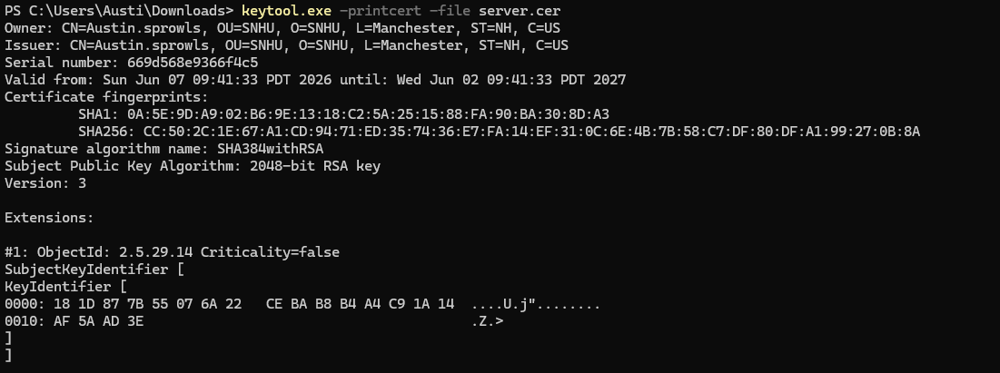 PS C:\Users\Austi\Downloads> keytool.exe -printcert -file server.cer
Owner: CN=Austin.sprowls, OU=SNHU, O=SNHU, L=Manchester, ST=NH, C=US
Issuer: CN=Austin.sprowls, OU=SNHU, O=SNHU, L=Manchester, ST=NH, C=US
Serial number: 669d568e9366f4c5
Valid from: Sun Jun 07 09:41:33 PDT 2026 until: Wed Jun 02 09:41:33 PDT 2027
Certificate fingerprints:
         SHA1: 0A:5E:9D:A9:02:B6:9E:13:18:C2:5A:25:15:88:FA:90:BA:30:8D:A3
         SHA256: CC:50:2C:1E:67:A1:CD:94:71:ED:35:74:36:E7:FA:14:EF:31:0C:6E:4B:7B:58:C7:DF:80:DF:A1:99:27:0B:8A
Signature algorithm name: SHA384withRSA
Subject Public Key Algorithm: 2048-bit RSA key
Version: 3
Extensions:
#1: ObjectId: 2.5.29.14 Criticality=false
SubjectKeyIdentifier [
KeyIdentifier [
0000: 18 1D 87 7B 55 07 6A 22   CE BA B8 B4 A4 C9 1A 14  ....U.j"........
0010: AF 5A AD 3E                                        .Z.>
]
]